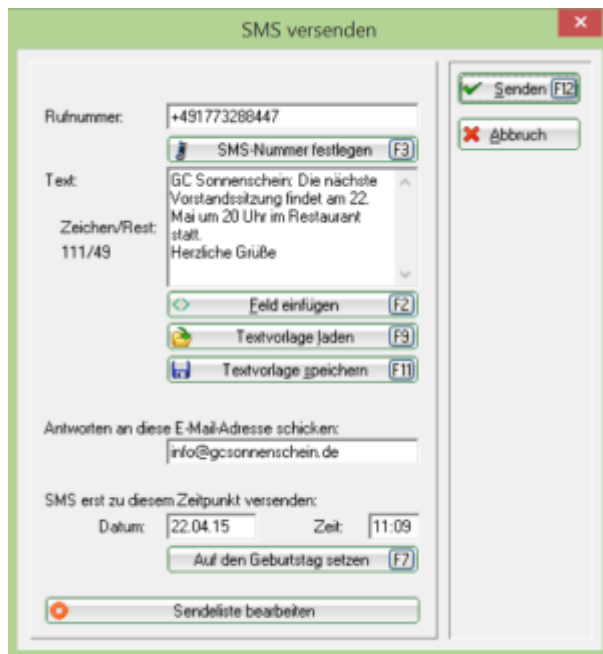 SMS versenden
Senden F12
Abbruch
Rufnummer: +491773288447
SMS-Nummer festlegen F3
Text: GC Sonnenschein: Die nächste
Vorstandssitzung findet am 22.
Mai um 20 Uhr im Restaurant
statt.
Herzliche Grüße
Zeichen/Rest:
111/49
Feld einfügen F2
Textvorlage laden F9
Textvorlage speichern F11
Antworten an diese E-Mail-Adresse schicken:
info@gcsonnenschein.de
SMS erst zu diesem Zeitpunkt versenden:
Datum: 22.04.15 Zeit: 11:09
Auf den Geburtstag setzen F7
Sendeliste bearbeiten